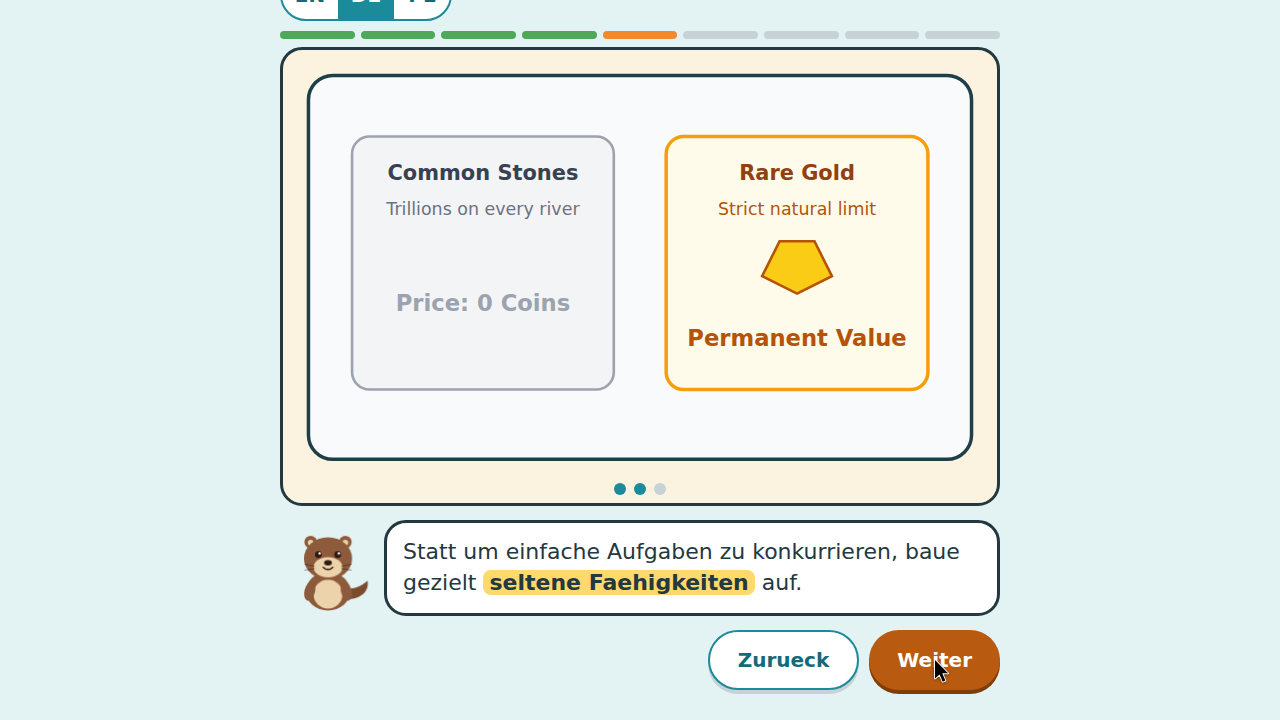 Common Stones
Trillions on every river
Price: 0 Coins
Rare Gold
Strict natural limit
Permanent Value
Statt um einfache Aufgaben zu konkurrieren, baue
gezielt seltene Faehigkeiten auf.
Zurueck
Weiter